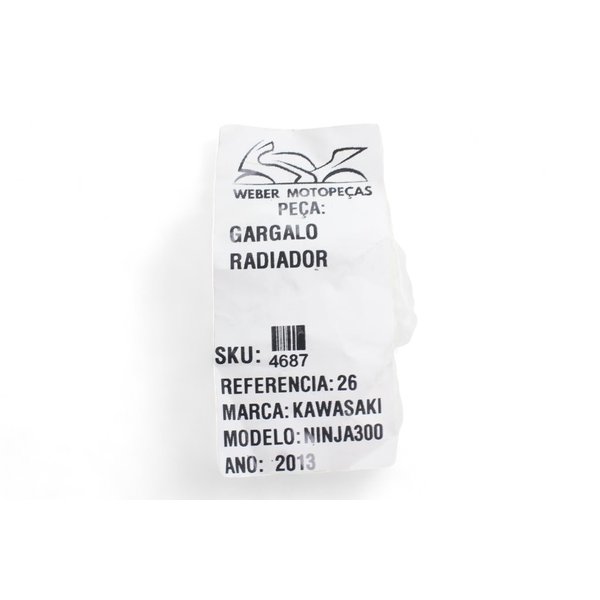 WEBER MOTOPEÇAS
PEÇA:
GARGALO
RADIADOR
SKU: 4687
REFERENCIA: 26
MARCA: KAWASAKI
MODELO: NINJA300
ANO: 2013